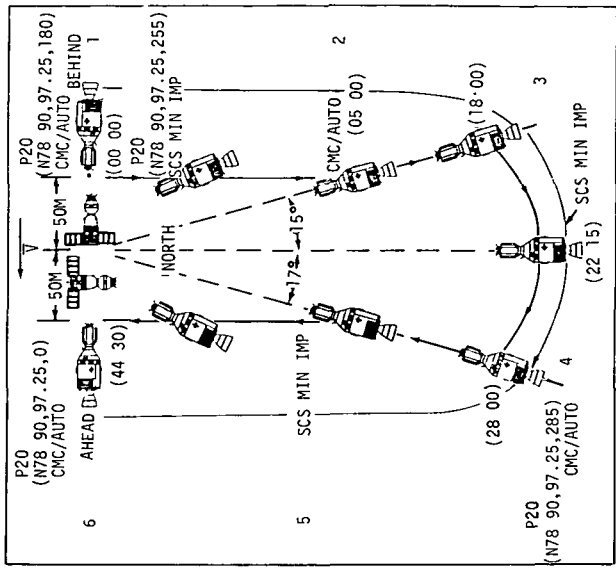 P20
(N78 90,97.25,180)
CMC/AUTO
BEHIND
1
(00 00)
V
50M
50M
P20
(N78 90,97.25,0)
CMC/AUTO
AHEAD
6
(44 30)
P20
(N78 90,97.25,255)
SCS MIN IMP
NORTH
2
CMC/AUTO
(05 00)
15°
17°
SCS MIN IMP
5
(18·00)
3
SCS MIN IMP
(22 15)
4
(28 00)
P20
(N78 90,97.25,285)
CMC/AUTO